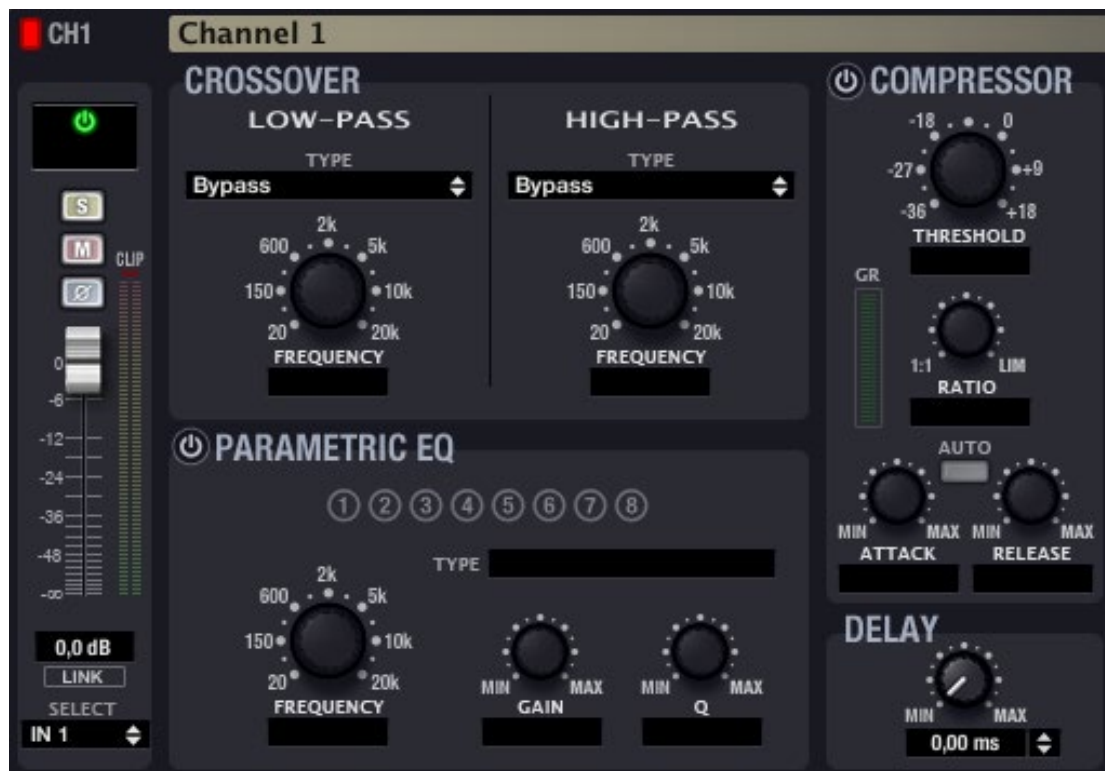 CH1
Channel 1
S
M
Ø
CLIP
0
-6
-12
-24
-36
-48
-∞
0,0 dB
LINK
SELECT
IN 1
CROSSOVER
LOW-PASS
TYPE
Bypass
20 150 600 2k 5k 10k 20k
FREQUENCY
HIGH-PASS
TYPE
Bypass
20 150 600 2k 5k 10k 20k
FREQUENCY
PARAMETRIC EQ
1 2 3 4 5 6 7 8
TYPE
20 150 600 2k 5k 10k 20k
FREQUENCY
MIN MAX
GAIN
MIN MAX
Q
COMPRESSOR
-36 -27 -18 0 +9 +18
THRESHOLD
GR
1:1 LIM
RATIO
AUTO
MIN MAX
ATTACK
MIN MAX
RELEASE
DELAY
MIN MAX
0,00 ms